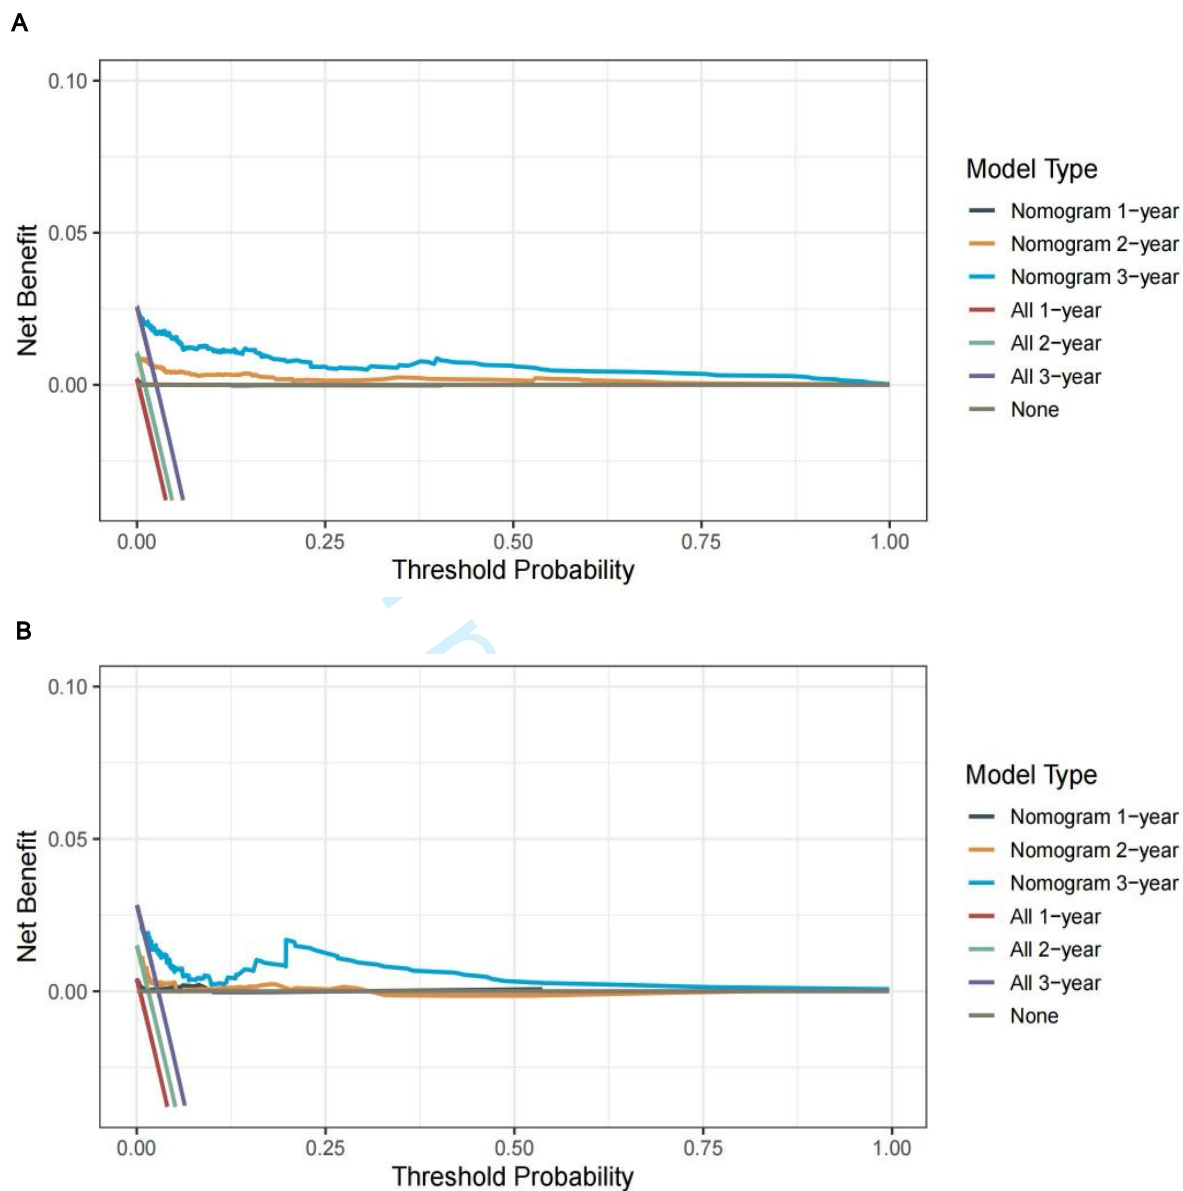 A
0.10
0.05
0.00
Net Benefit
0.00 0.25 0.50 0.75 1.00
Threshold Probability
Model Type
Nomogram 1−year
Nomogram 2−year
Nomogram 3−year
All 1−year
All 2−year
All 3−year
None
B
0.10
0.05
0.00
Net Benefit
0.00 0.25 0.50 0.75 1.00
Threshold Probability
Model Type
Nomogram 1−year
Nomogram 2−year
Nomogram 3−year
All 1−year
All 2−year
All 3−year
None